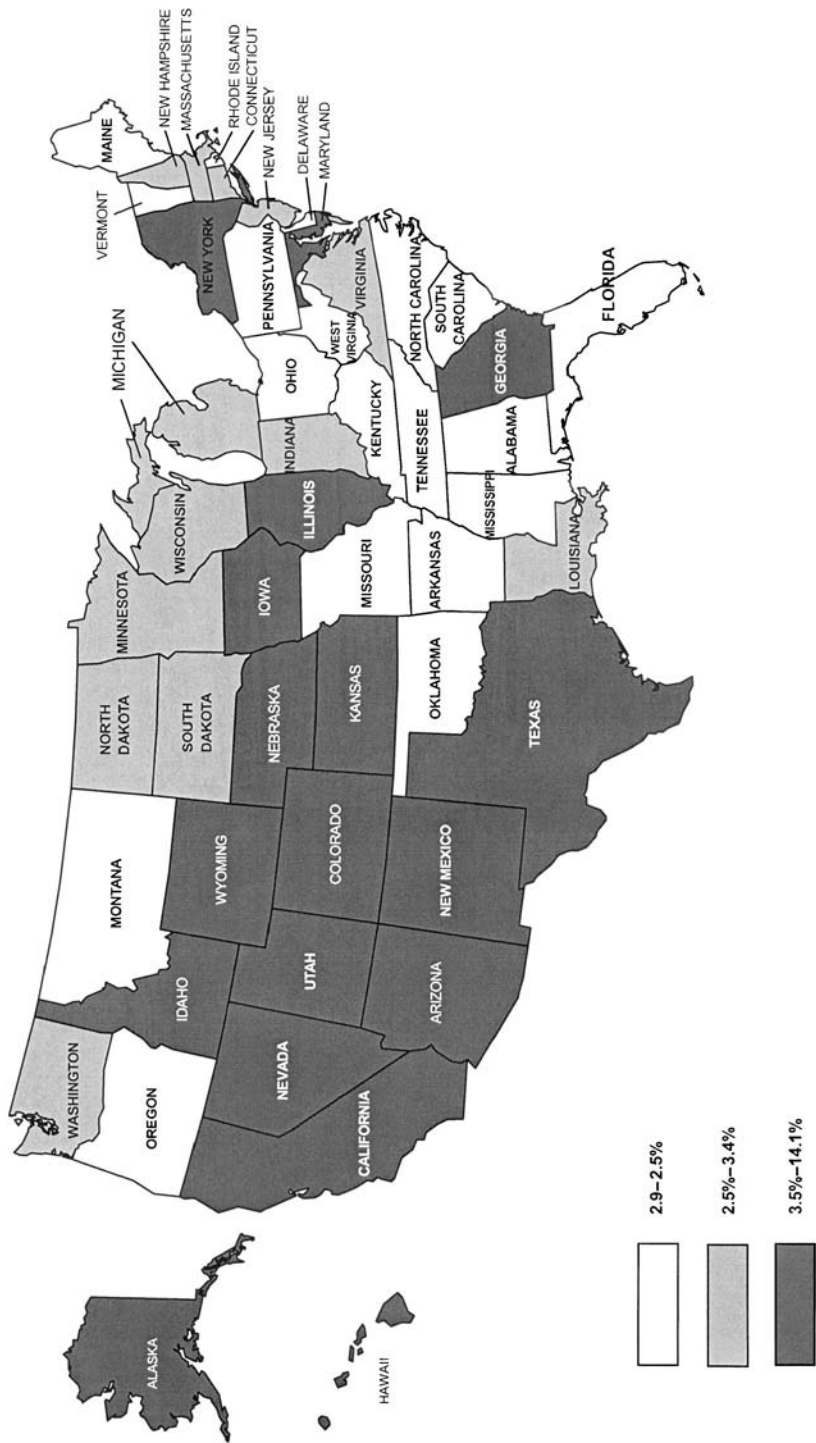 MAINE
VERMONT
NEW HAMPSHIRE
MASSACHUSETTS
RHODE ISLAND
CONNECTICUT
NEW JERSEY
DELAWARE
MARYLAND
NEW YORK
PENNSYLVANIA
MICHIGAN
OHIO
WEST
VIRGINIA
VIRGINIA
NORTH CAROLINA
SOUTH
CAROLINA
GEORGIA
FLORIDA
INDIANA
KENTUCKY
TENNESSEE
ALABAMA
MISSISSIPPI
WISCONSIN
ILLINOIS
MINNESOTA
IOWA
MISSOURI
ARKANSAS
LOUISIANA
NORTH
DAKOTA
SOUTH
DAKOTA
NEBRASKA
KANSAS
OKLAHOMA
TEXAS
MONTANA
WYOMING
COLORADO
NEW MEXICO
IDAHO
UTAH
ARIZONA
WASHINGTON
OREGON
NEVADA
CALIFORNIA
ALASKA
HAWAII
2.9–2.5%
2.5%–3.4%
3.5%–14.1%